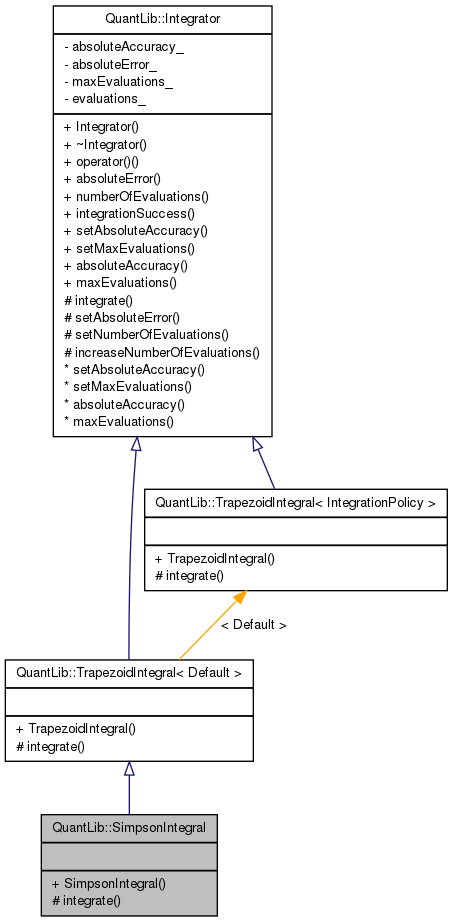 QuantLib::Integrator
- absoluteAccuracy_
- absoluteError_
- maxEvaluations_
- evaluations_
+ Integrator()
+ ~Integrator()
+ operator()()
+ absoluteError()
+ numberOfEvaluations()
+ integrationSuccess()
+ setAbsoluteAccuracy()
+ setMaxEvaluations()
+ absoluteAccuracy()
+ maxEvaluations()
# integrate()
# setAbsoluteError()
# setNumberOfEvaluations()
# increaseNumberOfEvaluations()
* setAbsoluteAccuracy()
* setMaxEvaluations()
* absoluteAccuracy()
* maxEvaluations()
QuantLib::TrapezoidIntegral< IntegrationPolicy >
+ TrapezoidIntegral()
# integrate()
< Default >
QuantLib::TrapezoidIntegral< Default >
+ TrapezoidIntegral()
# integrate()
QuantLib::SimpsonIntegral
+ SimpsonIntegral()
# integrate()